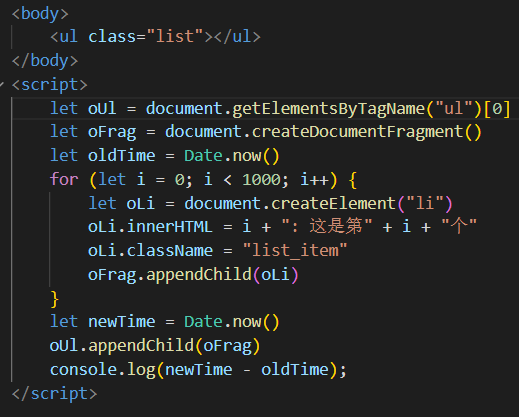 <body>
    <ul class="list"></ul>
</body>
<script>
    let oUl = document.getElementsByTagName("ul")[0]
    let oFrag = document.createDocumentFragment()
    let oldTime = Date.now()
    for (let i = 0; i < 1000; i++) {
        let oLi = document.createElement("li")
        oLi.innerHTML = i + ": 这是第" + i + "个"
        oLi.className = "list_item"
        oFrag.appendChild(oLi)
    }
    let newTime = Date.now()
    oUl.appendChild(oFrag)
    console.log(newTime - oldTime);
</script>